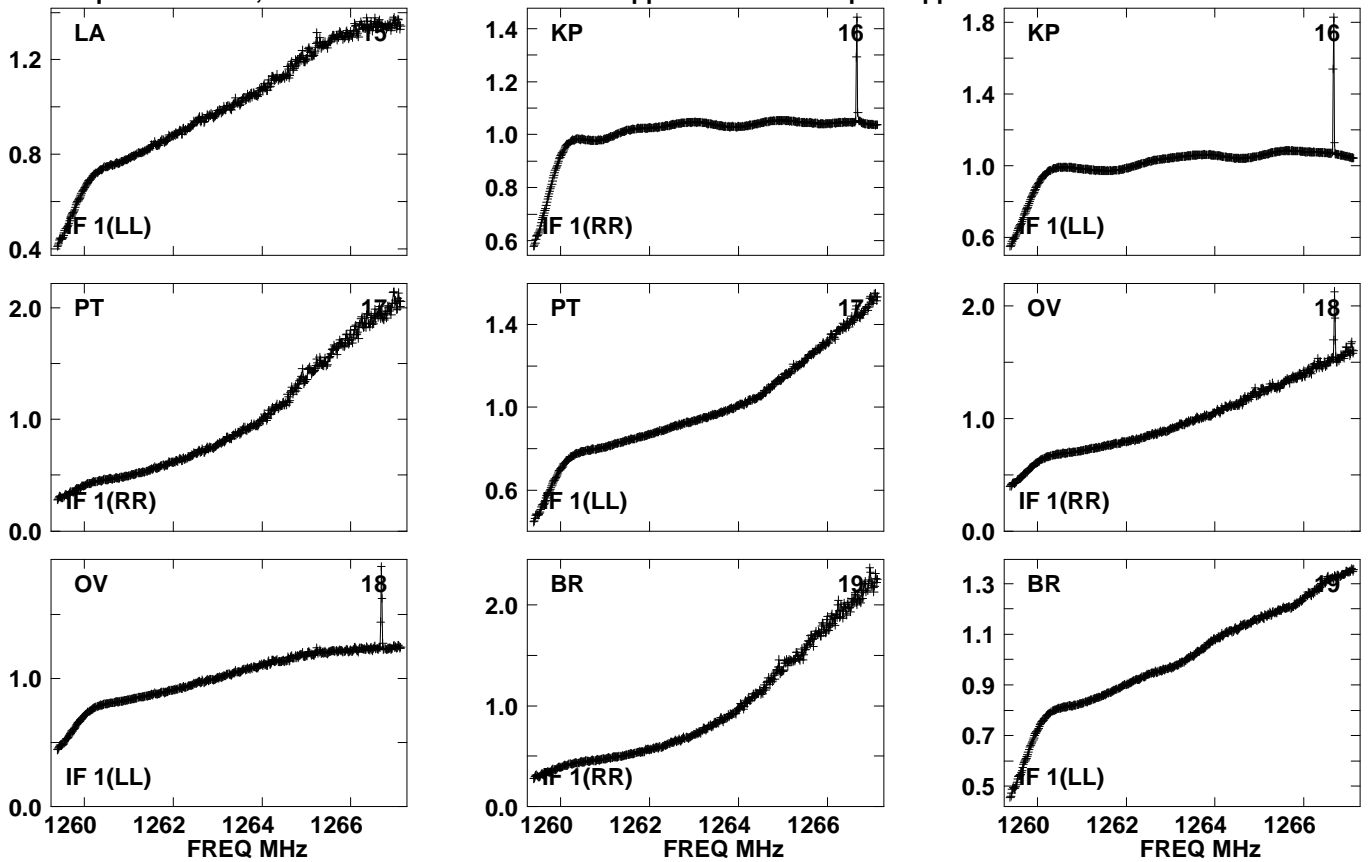 LA 15
1.2
0.8
0.4
IF 1(LL)
KP 16
1.4
1.2
1.0
0.8
0.6
IF 1(RR)
KP 16
1.8
1.4
1.0
0.6
IF 1(LL)
PT 17
2.0
1.0
0.0
IF 1(RR)
PT 17
1.4
1.0
0.6
IF 1(LL)
OV 18
2.0
1.0
0.0
IF 1(RR)
OV 18
1.0
0.0
IF 1(LL)
1260 1262 1264 1266
FREQ MHz
BR 19
2.0
1.0
0.0
IF 1(RR)
1260 1262 1264 1266
FREQ MHz
BR 19
1.3
1.1
0.9
0.7
0.5
IF 1(LL)
1260 1262 1264 1266
FREQ MHz